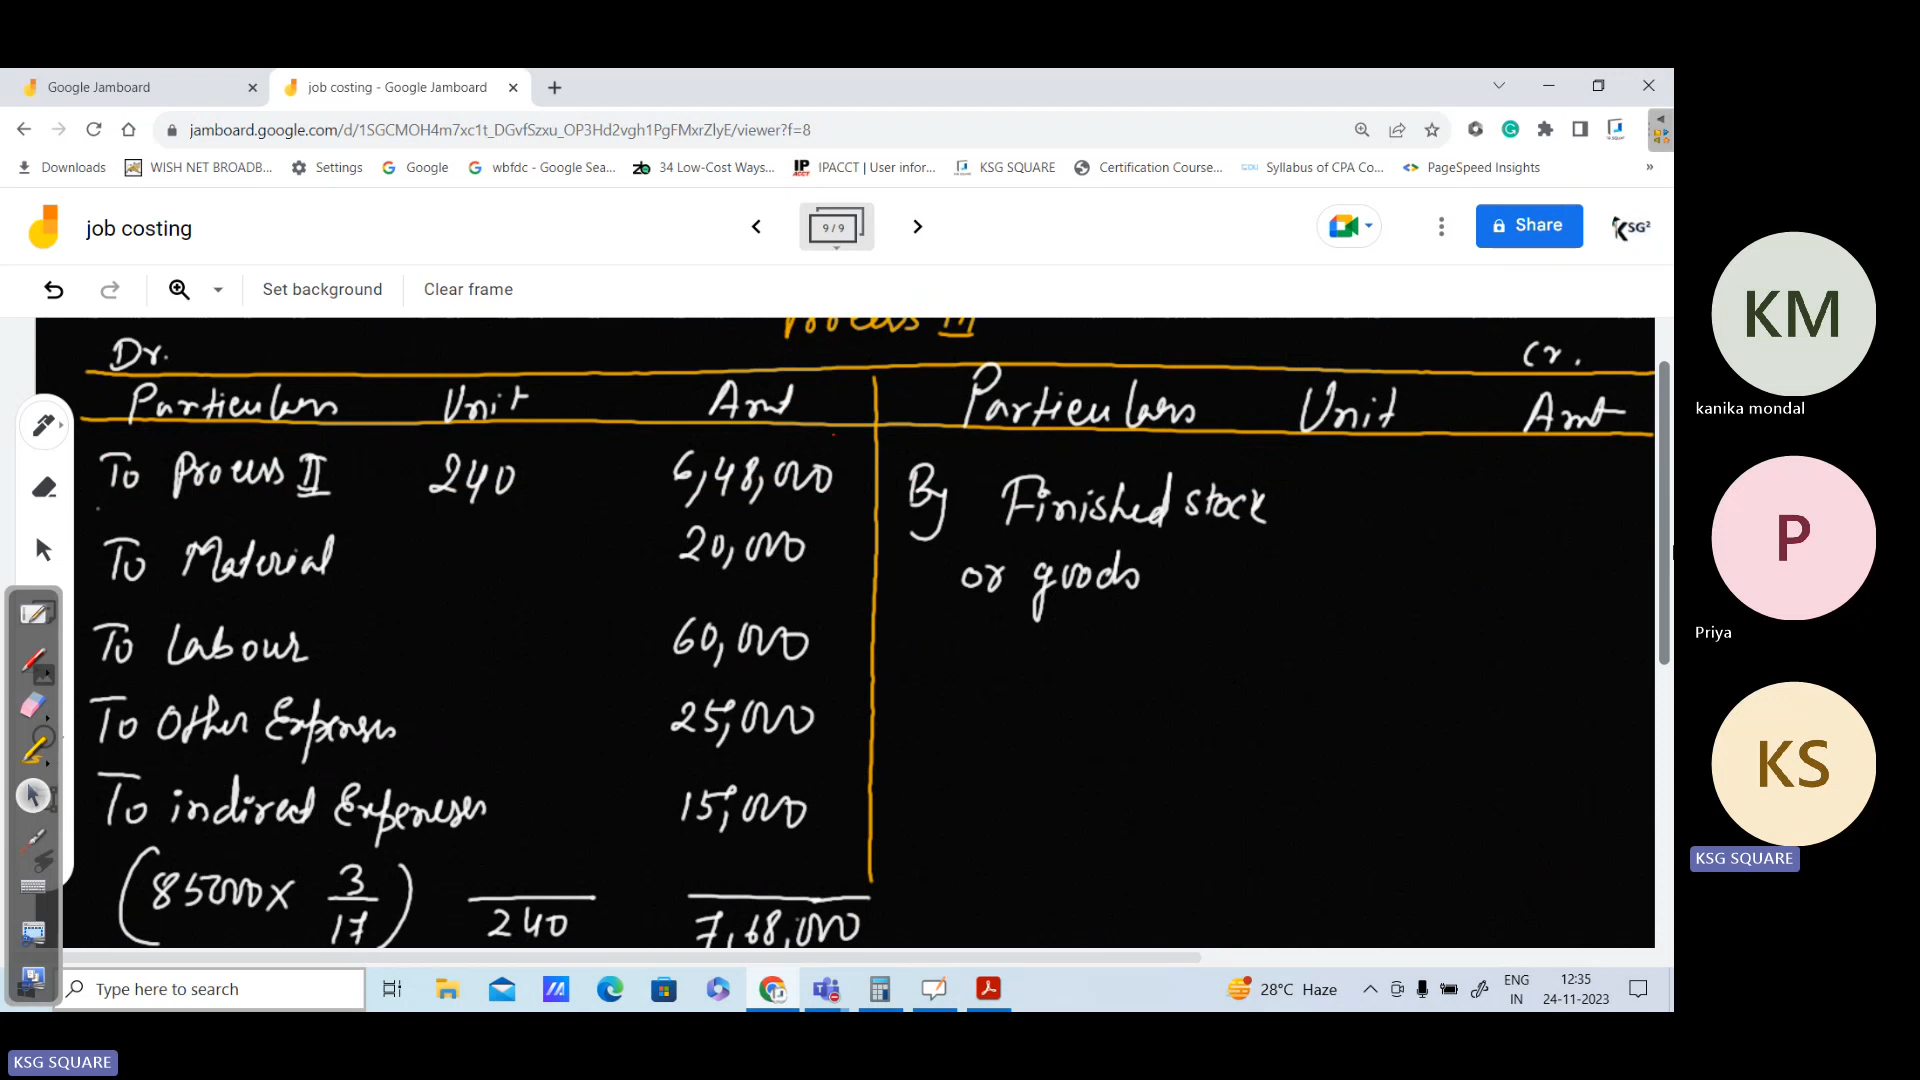 Google Jamboard
job costing - Google Jamboard
jamboard.google.com/d/1SGCMOH4m7xc1t_DGvfSzxu_OP3Hd2vgh1PgFMxrZlyE/viewer?f=8
Downloads WISH NET BROADB... Settings Google wbfdc - Google Sea... 34 Low-Cost Ways... IPACCT | User infor... KSG SQUARE Certification Course... Syllabus of CPA Co... PageSpeed Insights »
job costing
9 / 9
Share
KSG²
Set background
Clear frame
Process III
Dr. Cr.
Particulars Unit Amt Particulars Unit Amt
To Process II 240 6,48,000 By Finished stock
or goods
To Material 20,000
To Labour 60,000
To Other Expenses 25,000
To indirect Expenses 15,000
(85000 × 3/17) 240 7,68,000
Type here to search
28°C Haze
ENG
IN
12:35
24-11-2023
KM
kanika mondal
P
Priya
KS
KSG SQUARE
KSG SQUARE